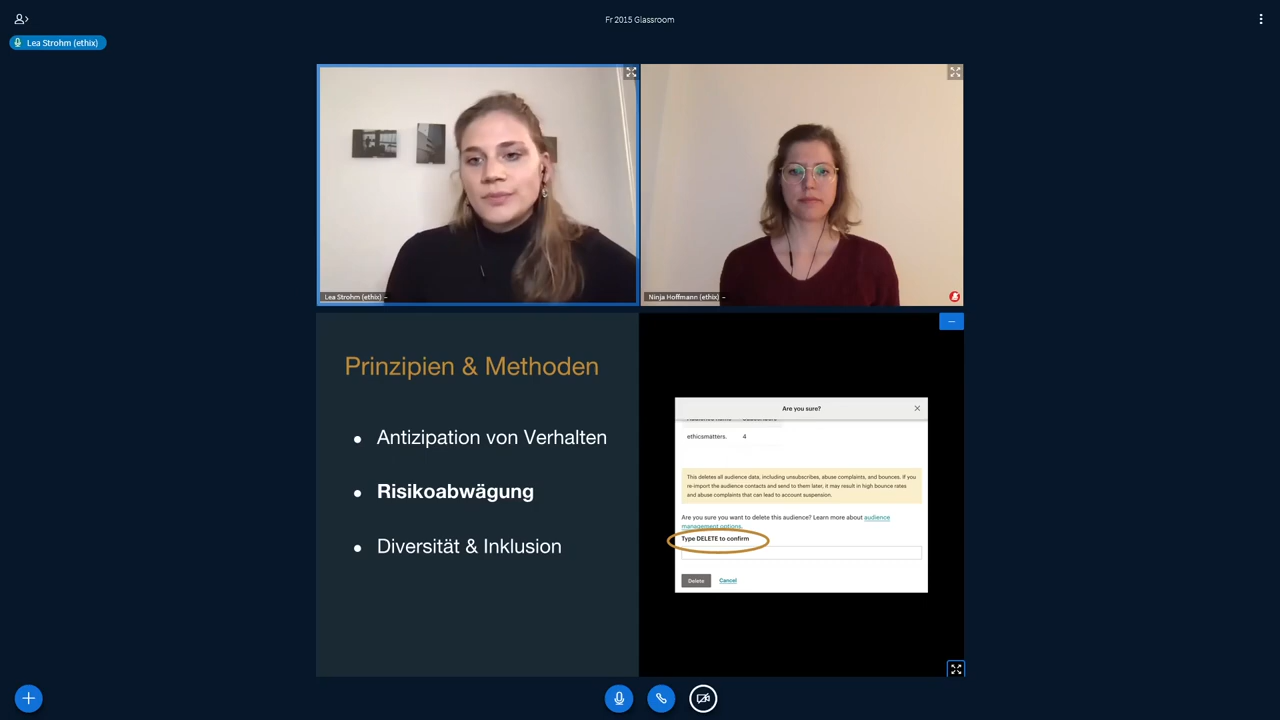 Fr 2015 Glassroom
Lea Strohm (ethix)
Lea Strohm (ethix) –
Ninja Hoffmann (ethix) –
Prinzipien & Methoden
• Antizipation von Verhalten
• Risikoabwägung
• Diversität & Inklusion
Are you sure?
ethicsmatters. 4
This deletes all audience data, including unsubscribes, abuse complaints, and bounces. If you
re-import the audience contacts and send to them later, it may result in high bounce rates
and abuse complaints that can lead to account suspension.
Are you sure you want to delete this audience? Learn more about audience
management options.
Type DELETE to confirm
Delete Cancel